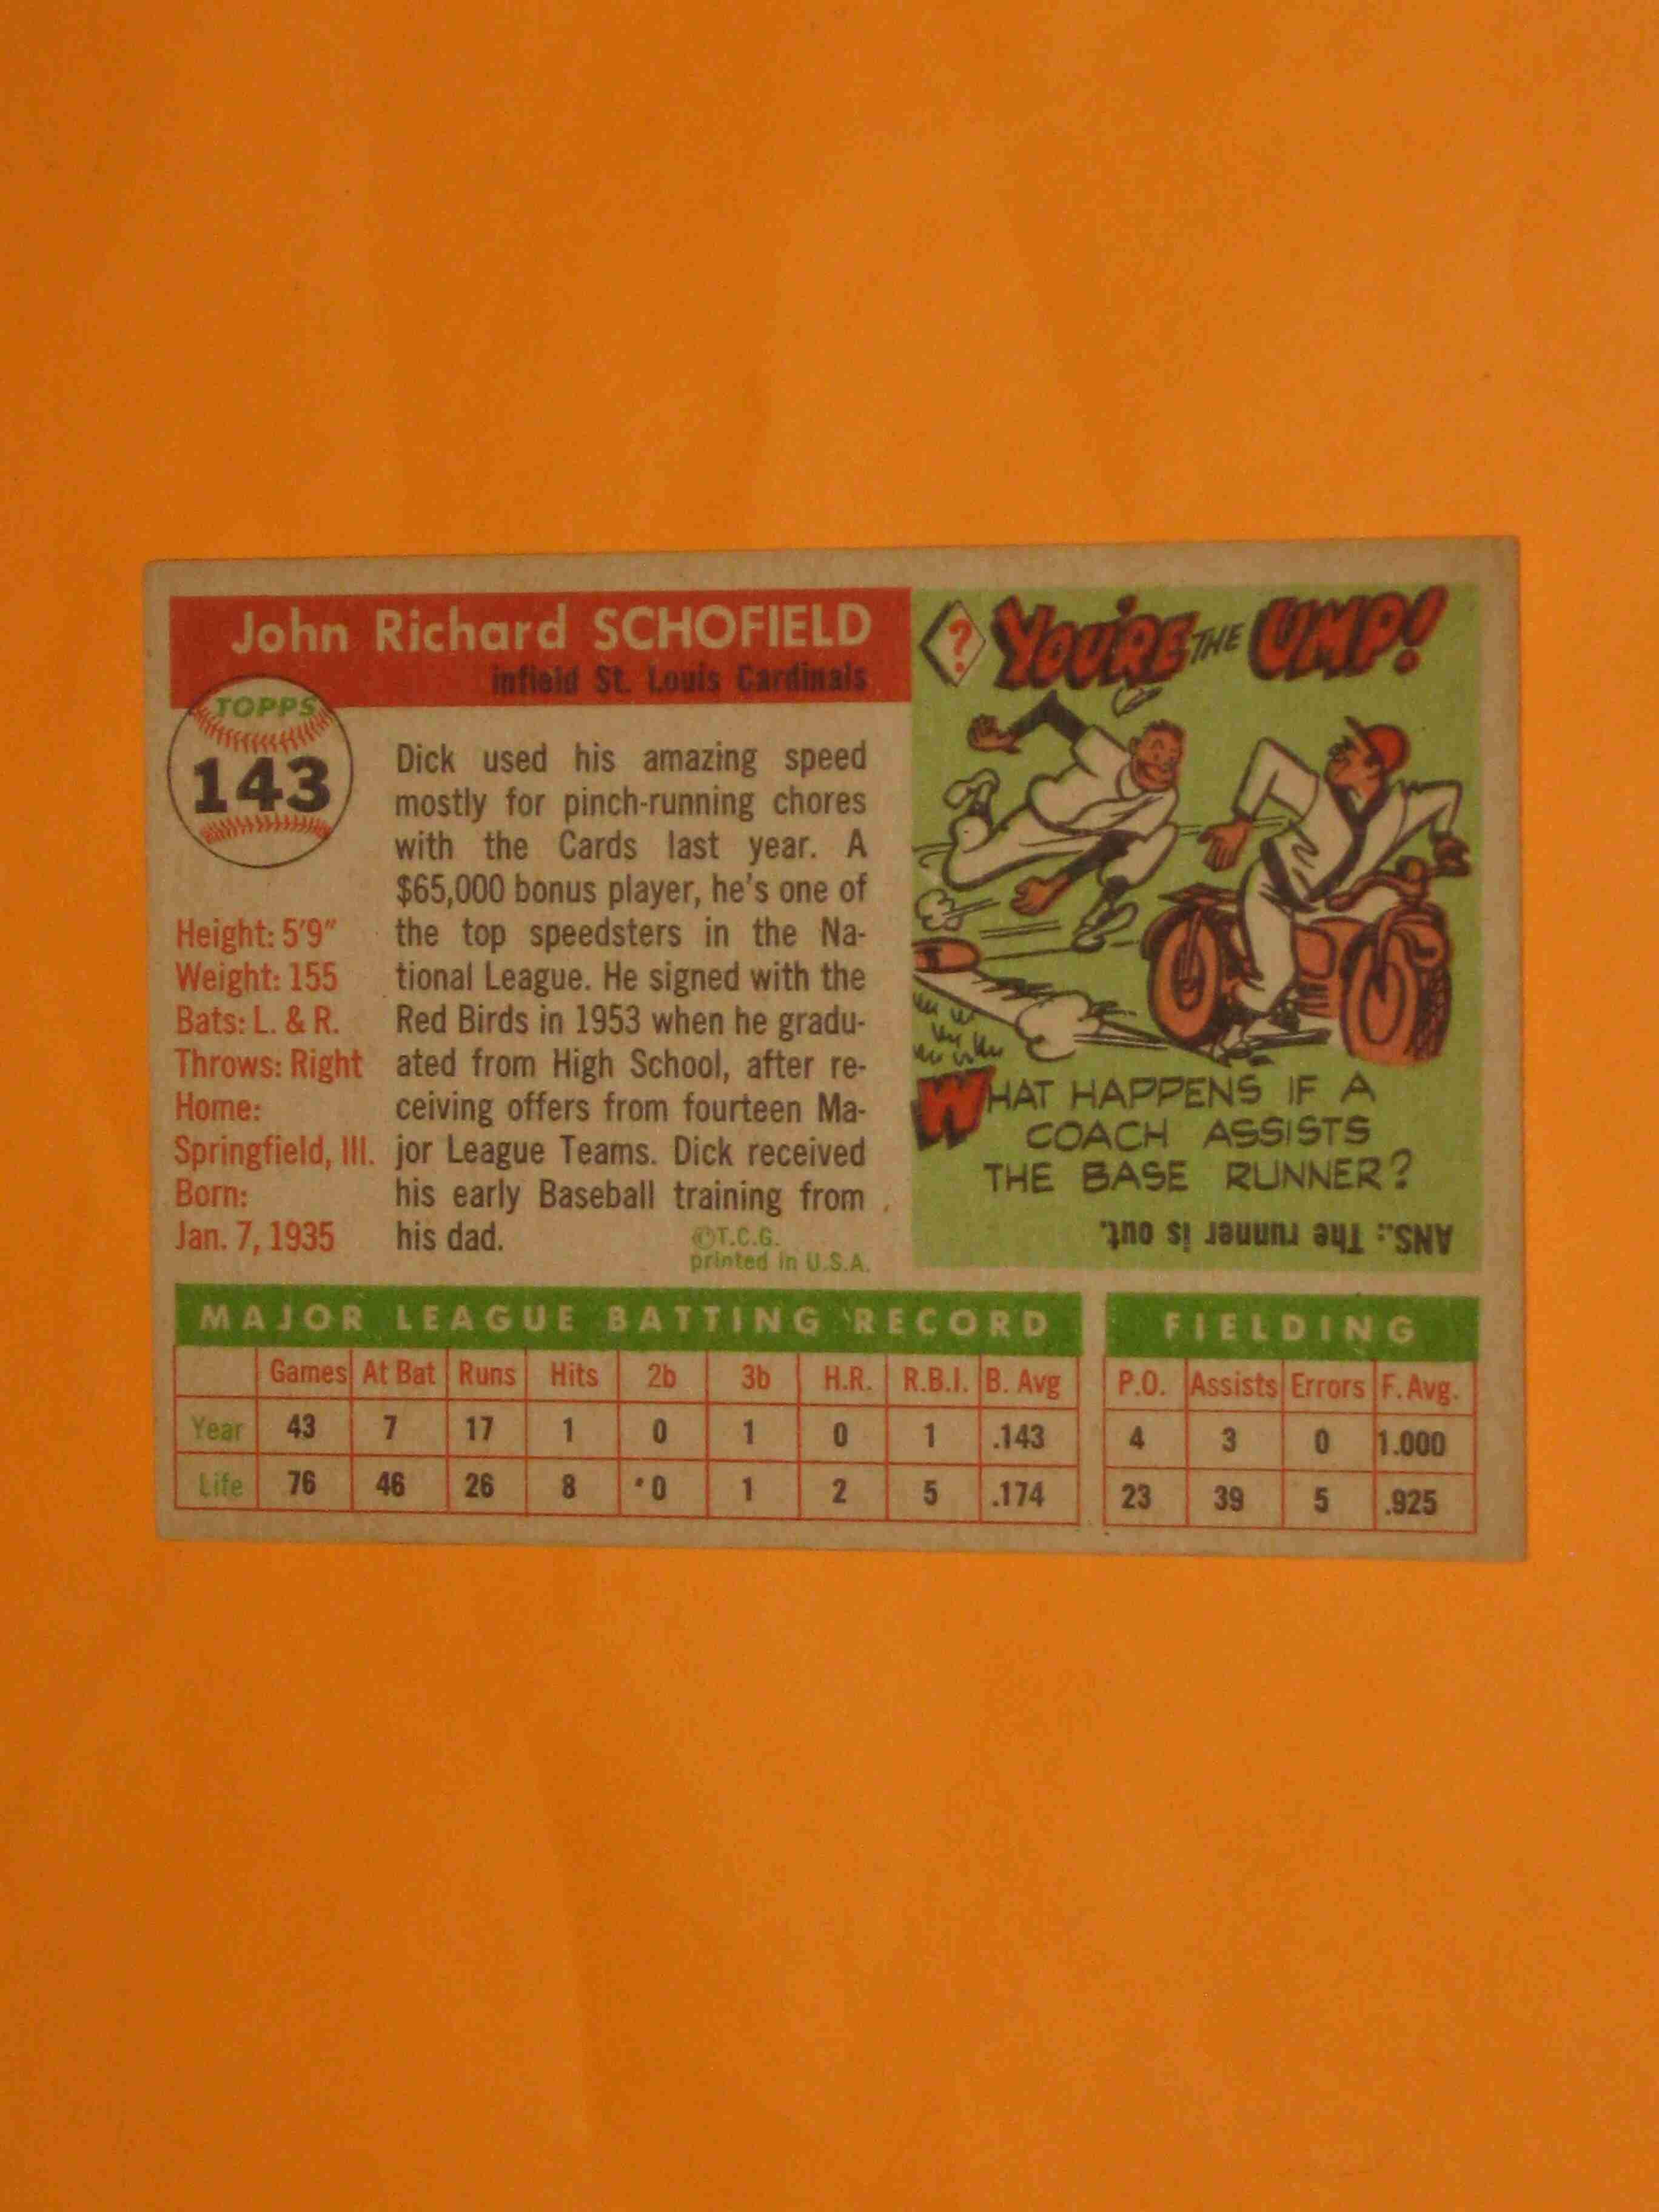 John Richard SCHOFIELD
infield St. Louis Cardinals
TOPPS
143
Height: 5'9"
Weight: 155
Bats: L. & R.
Throws: Right
Home:
Springfield, Ill.
Born:
Jan. 7, 1935
Dick used his amazing speed
mostly for pinch-running chores
with the Cards last year. A
$65,000 bonus player, he's one of
the top speedsters in the Na-
tional League. He signed with the
Red Birds in 1953 when he gradu-
ated from High School, after re-
ceiving offers from fourteen Ma-
jor League Teams. Dick received
his early Baseball training from
his dad.
©T.C.G.
printed in U.S.A.
? YOU'RE THE UMP!
WHAT HAPPENS IF A
COACH ASSISTS
THE BASE RUNNER?
ANS.: The runner is out.
MAJOR LEAGUE BATTING RECORD
Games At Bat Runs Hits 2b 3b H.R. R.B.I. B. Avg
Year 43 7 17 1 0 1 0 1 .143
Life 76 46 26 8 0 1 2 5 .174
FIELDING
P.O. Assists Errors F. Avg.
4 3 0 1.000
23 39 5 .925